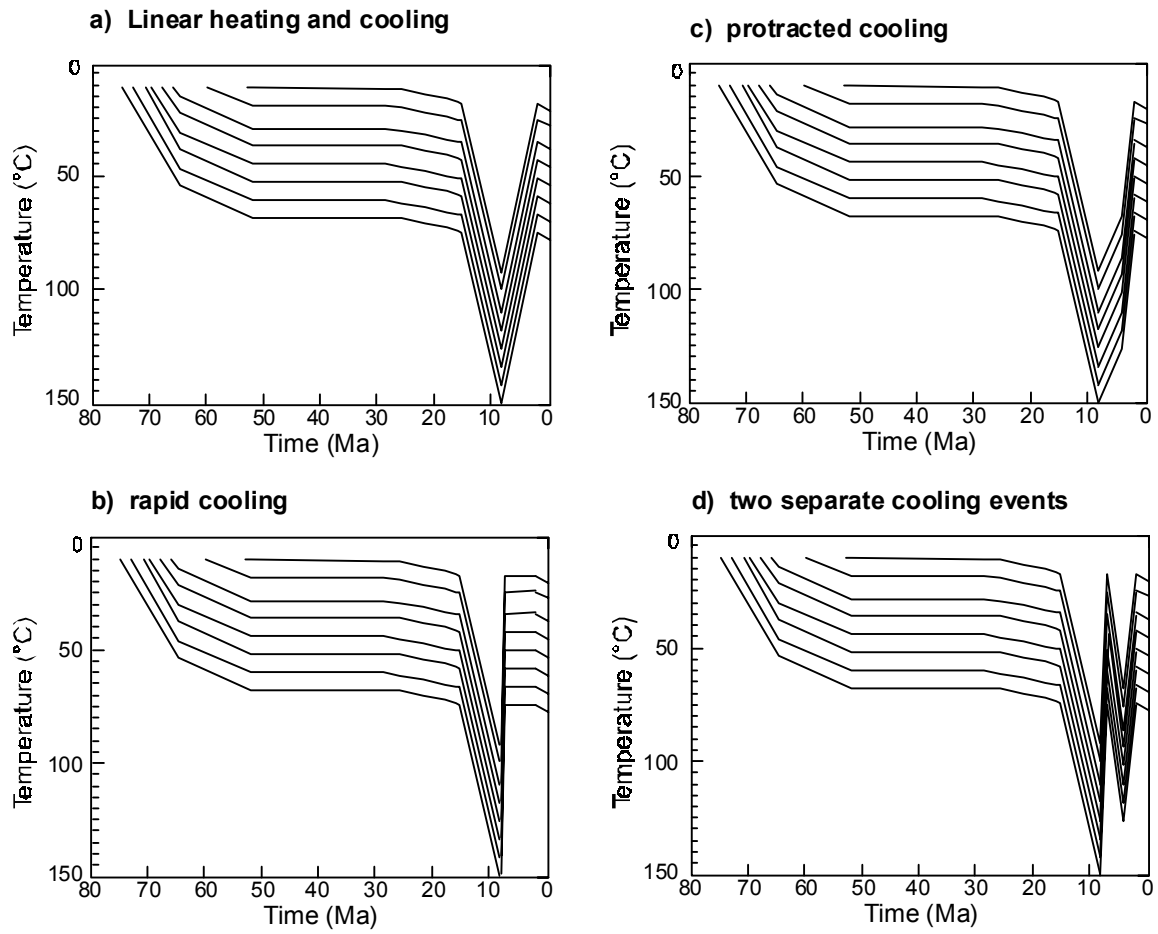 a) Linear heating and cooling
0
50
100
150
80 70 60 50 40 30 20 10 0
Temperature (°C)
Time (Ma)
c) protracted cooling
0
50
100
150
80 70 60 50 40 30 20 10 0
Temperature (°C)
Time (Ma)
b) rapid cooling
0
50
100
150
80 70 60 50 40 30 20 10 0
Temperature (°C)
Time (Ma)
d) two separate cooling events
0
50
100
150
80 70 60 50 40 30 20 10 0
Temperature (°C)
Time (Ma)